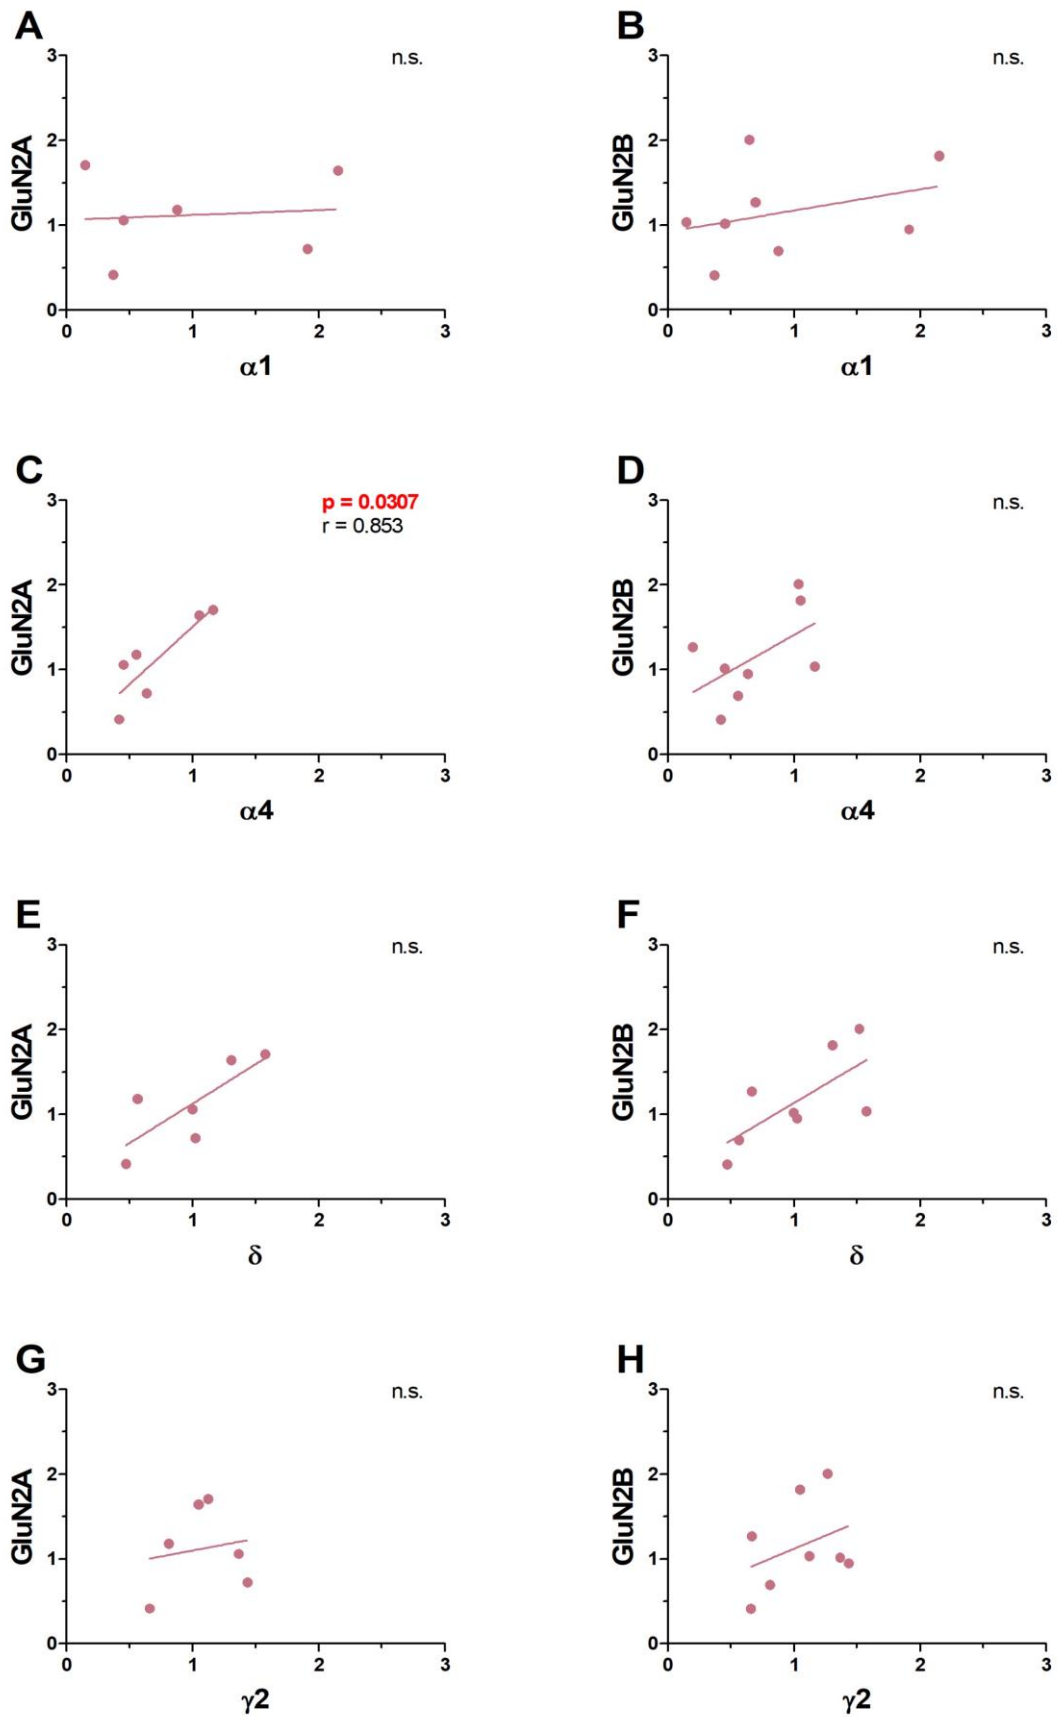 A
n.s.
GluN2A
3
2
1
0
0 1 2 3
α1
B
n.s.
GluN2B
3
2
1
0
0 1 2 3
α1
C
p = 0.0307
r = 0.853
GluN2A
3
2
1
0
0 1 2 3
α4
D
n.s.
GluN2B
3
2
1
0
0 1 2 3
α4
E
n.s.
GluN2A
3
2
1
0
0 1 2 3
δ
F
n.s.
GluN2B
3
2
1
0
0 1 2 3
δ
G
n.s.
GluN2A
3
2
1
0
0 1 2 3
γ2
H
n.s.
GluN2B
3
2
1
0
0 1 2 3
γ2